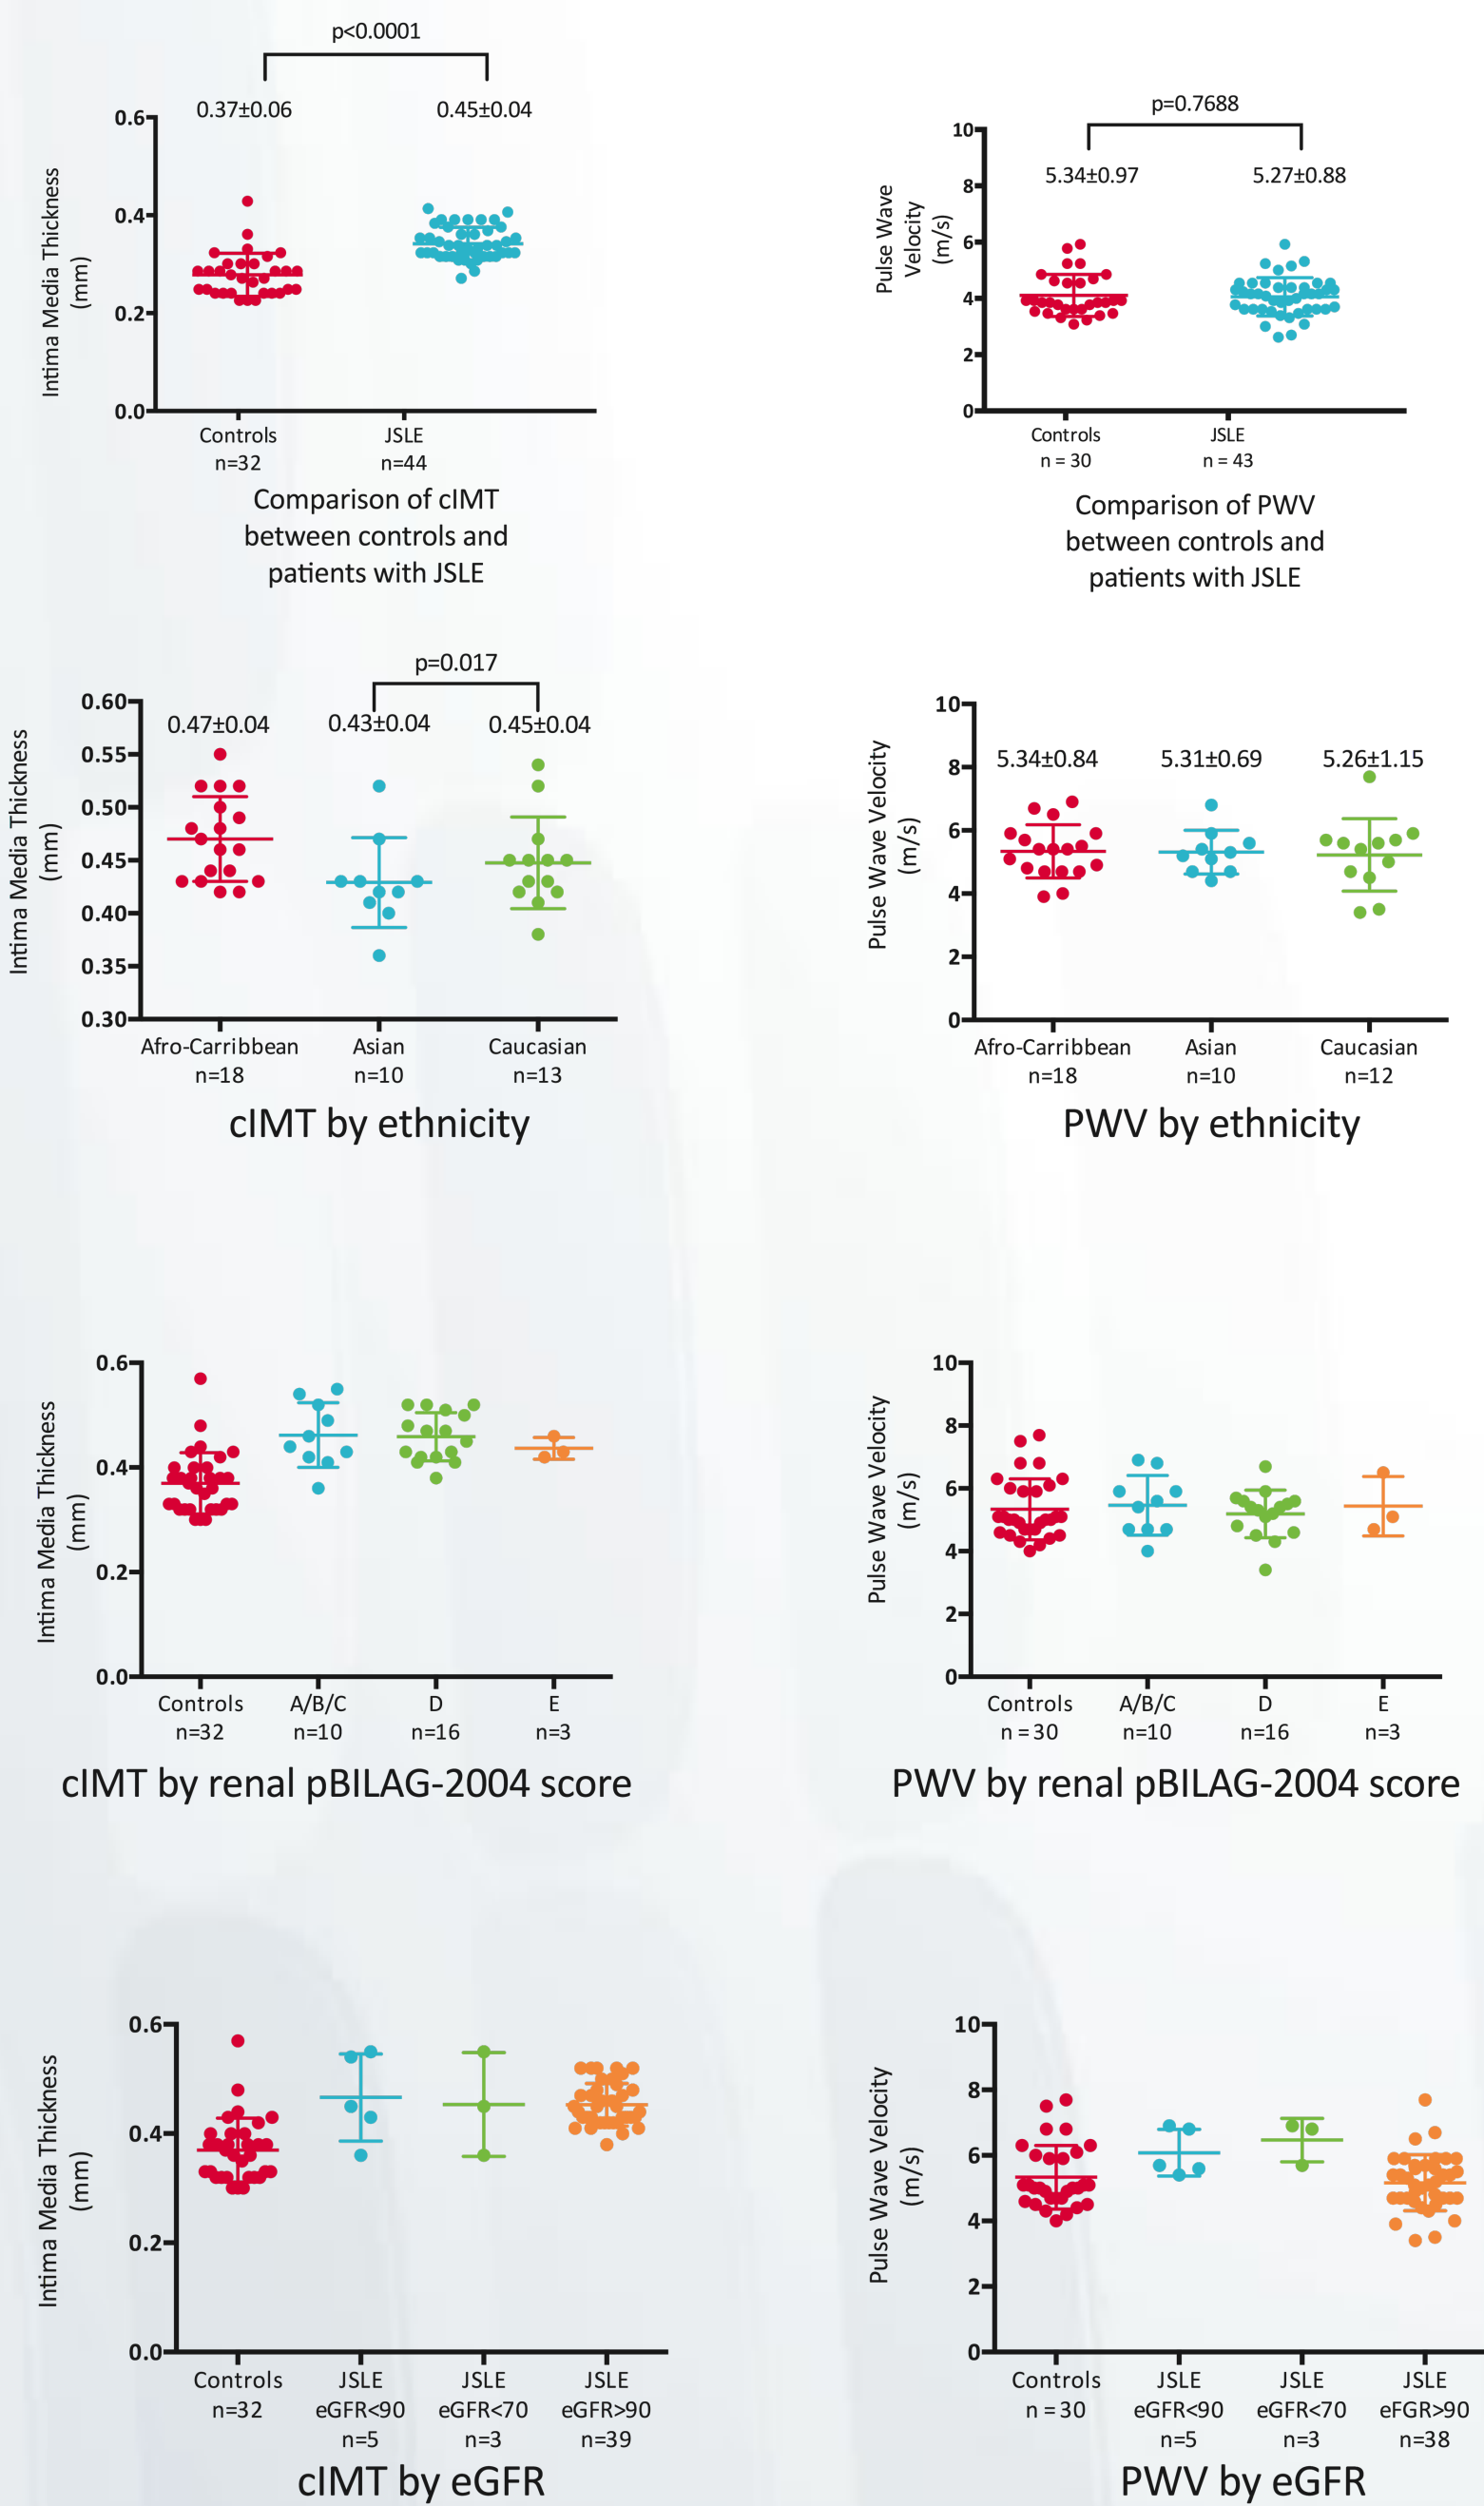 p<0.0001
0.37±0.06
0.45±0.04
0.6
0.4
0.2
0.0
Intima Media Thickness
(mm)
Controls
n=32
JSLE
n=44
Comparison of cIMT
between controls and
patients with JSLE
p=0.7688
5.34±0.97
5.27±0.88
10
8
6
4
2
0
Pulse Wave
Velocity
(m/s)
Controls
n = 30
JSLE
n = 43
Comparison of PWV
between controls and
patients with JSLE
p=0.017
0.47±0.04
0.43±0.04
0.45±0.04
0.60
0.55
0.50
0.45
0.40
0.35
0.30
Intima Media Thickness
(mm)
Afro-Carribbean
n=18
Asian
n=10
Caucasian
n=13
cIMT by ethnicity
5.34±0.84
5.31±0.69
5.26±1.15
10
8
6
4
2
0
Pulse Wave Velocity
(m/s)
Afro-Carribbean
n=18
Asian
n=10
Caucasian
n=12
PWV by ethnicity
0.6
0.4
0.2
0.0
Intima Media Thickness
(mm)
Controls
n=32
A/B/C
n=10
D
n=16
E
n=3
cIMT by renal pBILAG-2004 score
10
8
6
4
2
0
Pulse Wave Velocity
(m/s)
Controls
n = 30
A/B/C
n=10
D
n=16
E
n=3
PWV by renal pBILAG-2004 score
0.6
0.4
0.2
0.0
Intima Media Thickness
(mm)
Controls
n=32
JSLE
eGFR<90
n=5
JSLE
eGFR<70
n=3
JSLE
eGFR>90
n=39
cIMT by eGFR
10
8
6
4
2
0
Pulse Wave Velocity
(m/s)
Controls
n = 30
JSLE
eGFR<90
n=5
JSLE
eGFR<70
n=3
JSLE
eFGR>90
n=38
PWV by eGFR